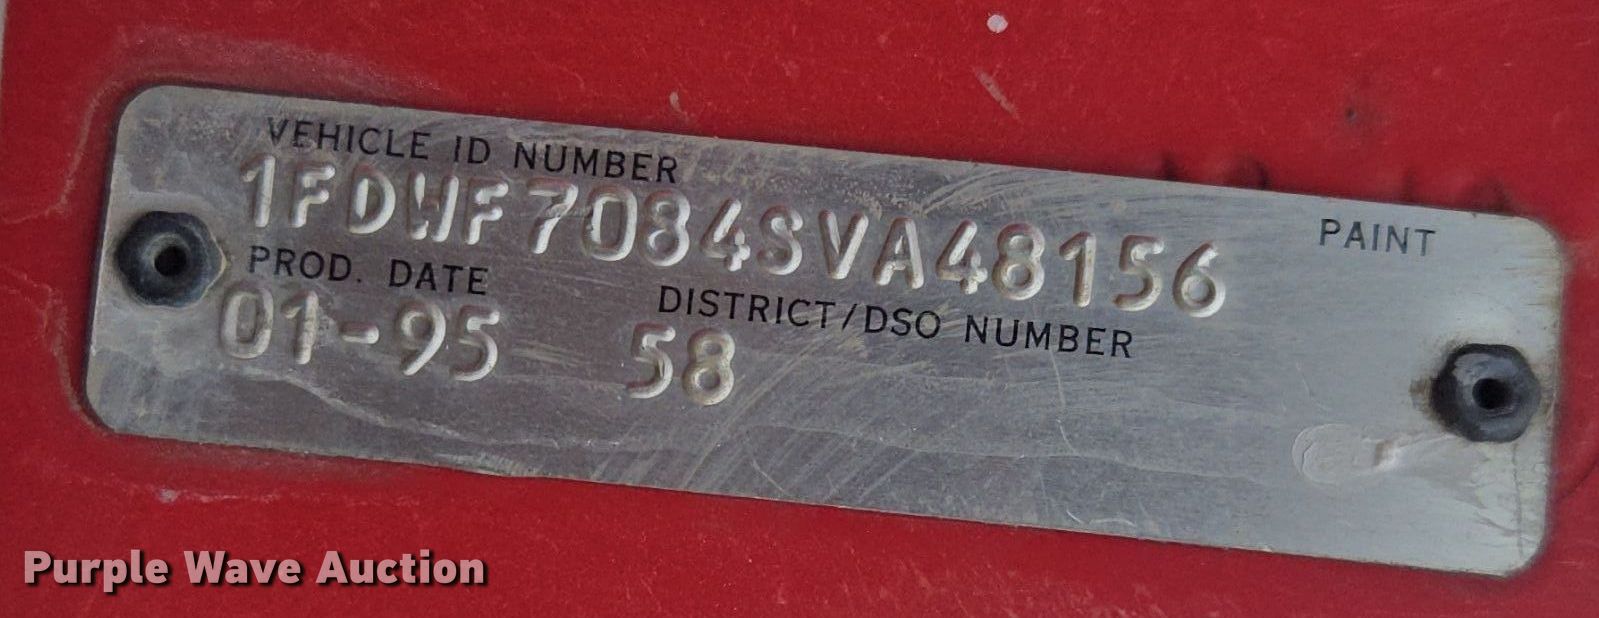 VEHICLE ID NUMBER
1FDWF7084SVA48156
PAINT
PROD. DATE
DISTRICT/DSO NUMBER
01-95 58
Purple Wave Auction